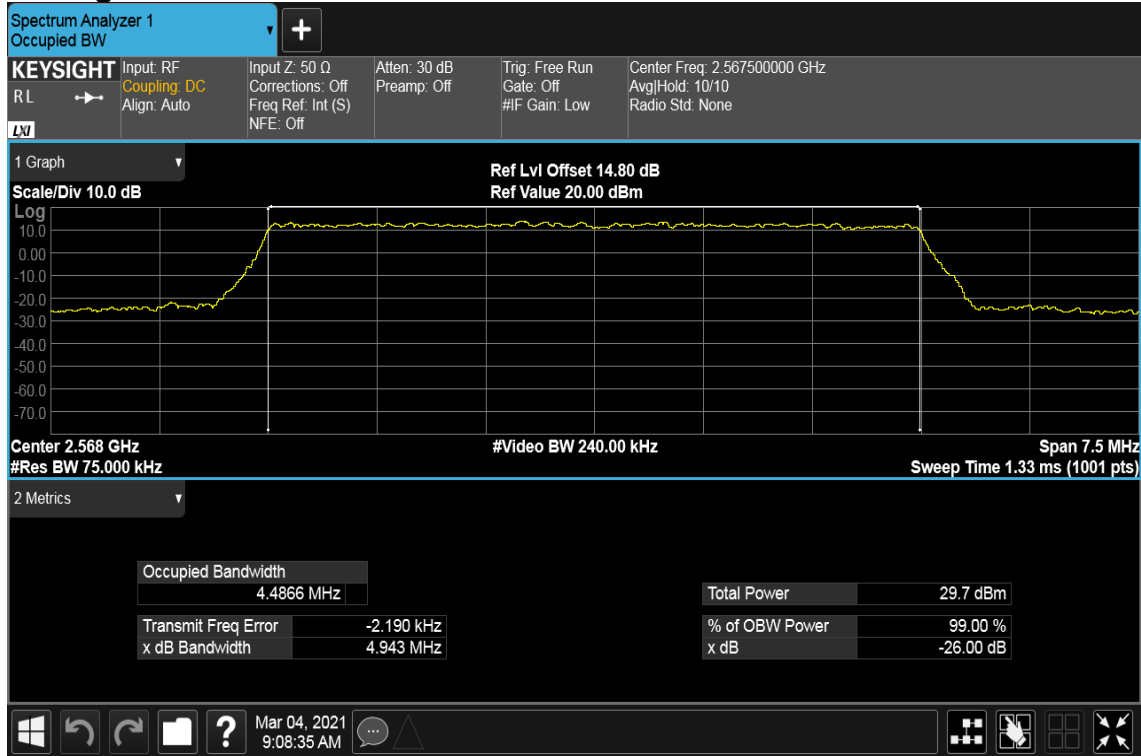 Spectrum Analyzer 1
Occupied BW
+
KEYSIGHT
RL
LXI
Input: RF
Coupling: DC
Align: Auto
Input Z: 50 Ω
Corrections: Off
Freq Ref: Int (S)
NFE: Off
Atten: 30 dB
Preamp: Off
Trig: Free Run
Gate: Off
#IF Gain: Low
Center Freq: 2.567500000 GHz
Avg|Hold: 10/10
Radio Std: None
1 Graph
Scale/Div 10.0 dB
Ref Lvl Offset 14.80 dB
Ref Value 20.00 dBm
Log
10.0
0.00
-10.0
-20.0
-30.0
-40.0
-50.0
-60.0
-70.0
Center 2.568 GHz
#Video BW 240.00 kHz
Span 7.5 MHz
#Res BW 75.000 kHz
Sweep Time 1.33 ms (1001 pts)
2 Metrics
Occupied Bandwidth
4.4866 MHz
Total Power 29.7 dBm
Transmit Freq Error -2.190 kHz
% of OBW Power 99.00 %
x dB Bandwidth 4.943 MHz
x dB -26.00 dB
?
Mar 04, 2021
9:08:35 AM